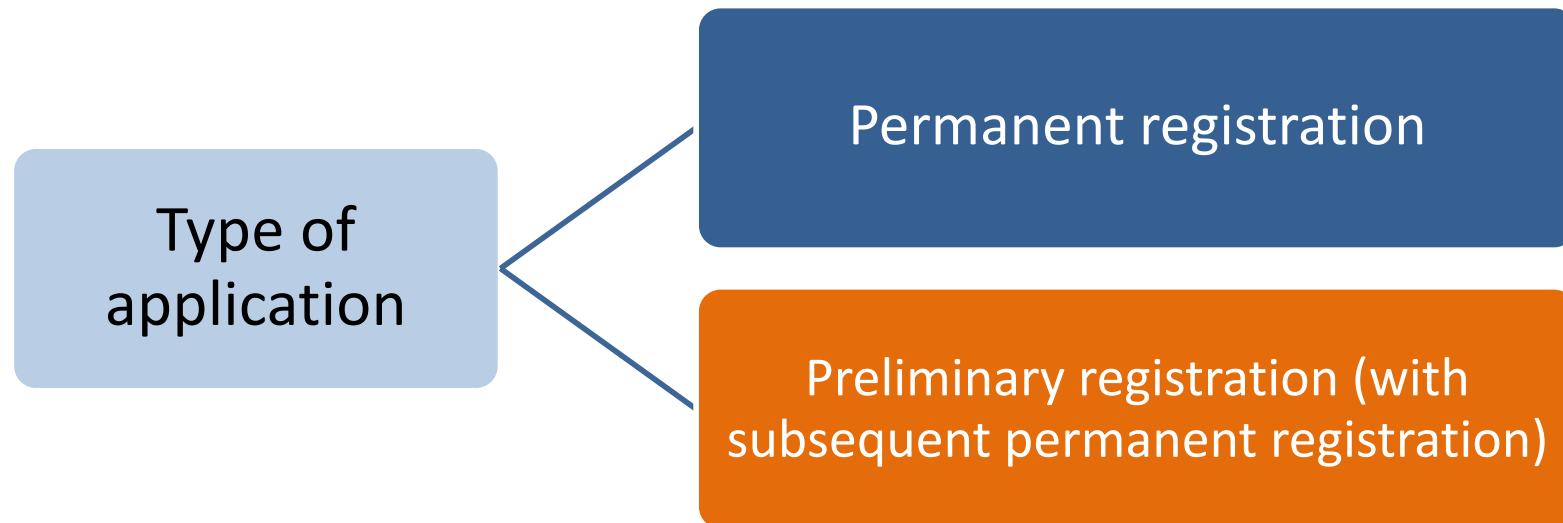 Permanent registration
Type of
application
Preliminary registration (with
subsequent permanent registration)